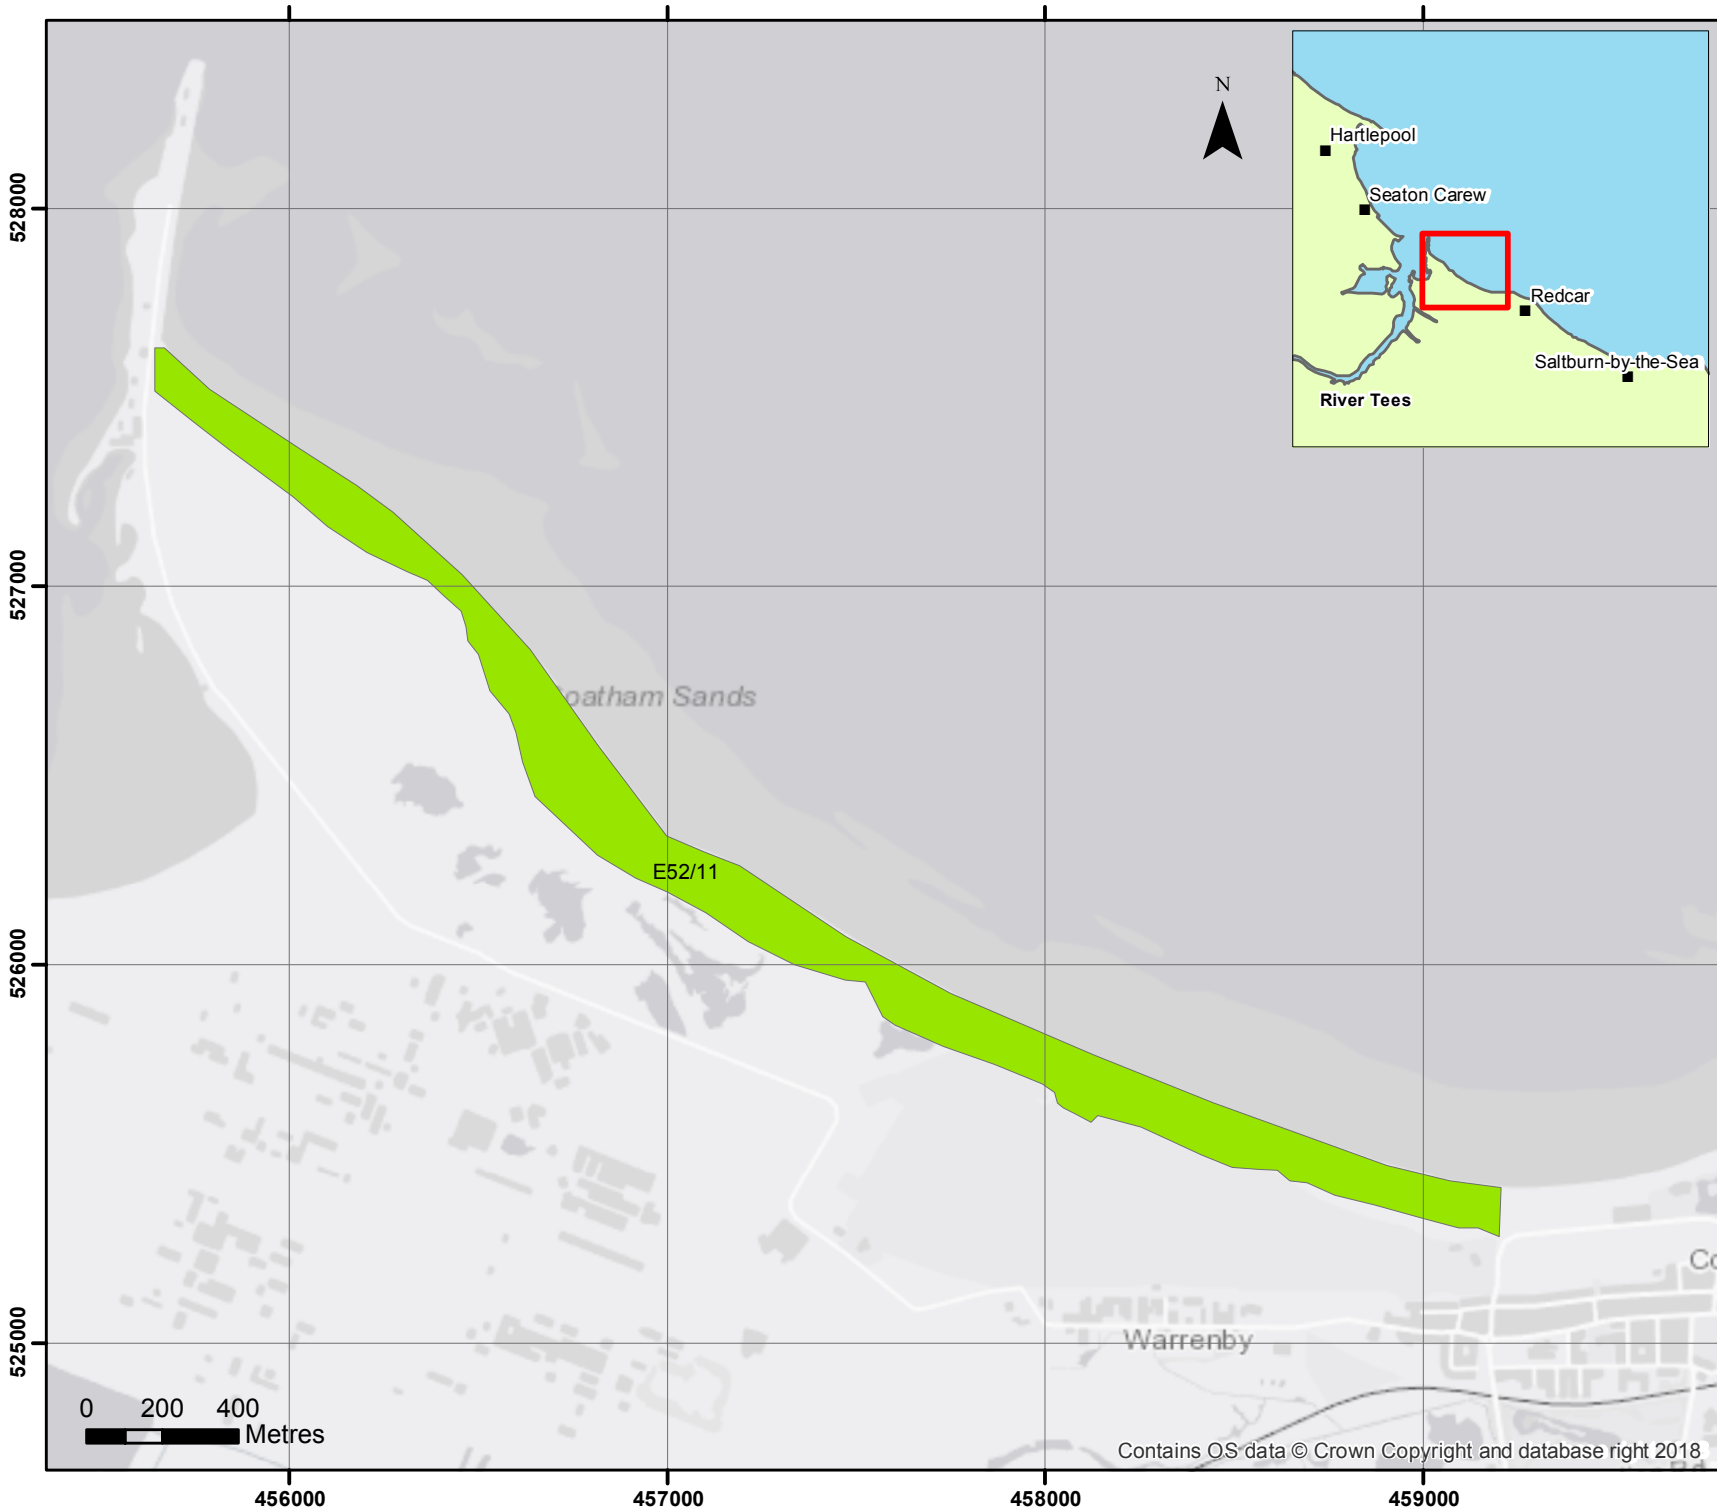 N
Hartlepool
Seaton Carew
Redcar
Saltburn-by-the-Sea
River Tees
528000
527000
526000
525000
oatham Sands
E52/11
Co
Warrenby
0 200 400
Metres
Contains OS data © Crown Copyright and database right 2018
456000 457000 458000 459000